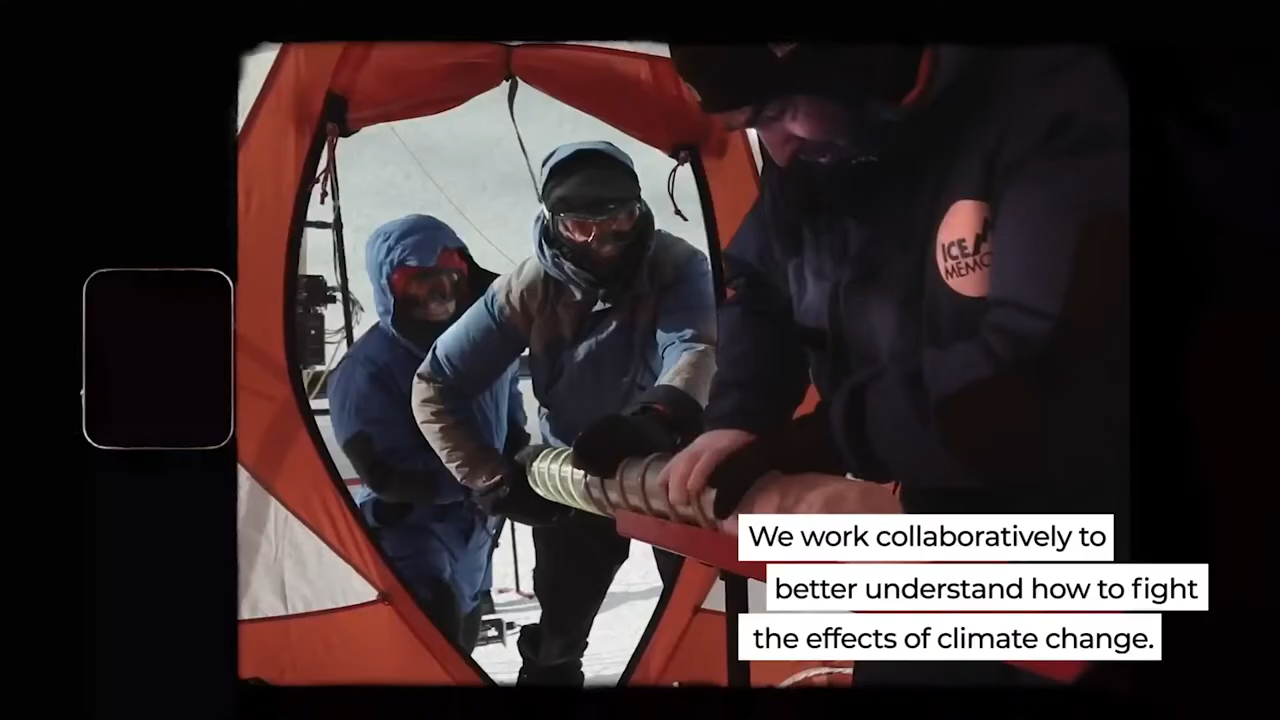 ICE
We work collaboratively to
better understand how to fight
the effects of climate change.